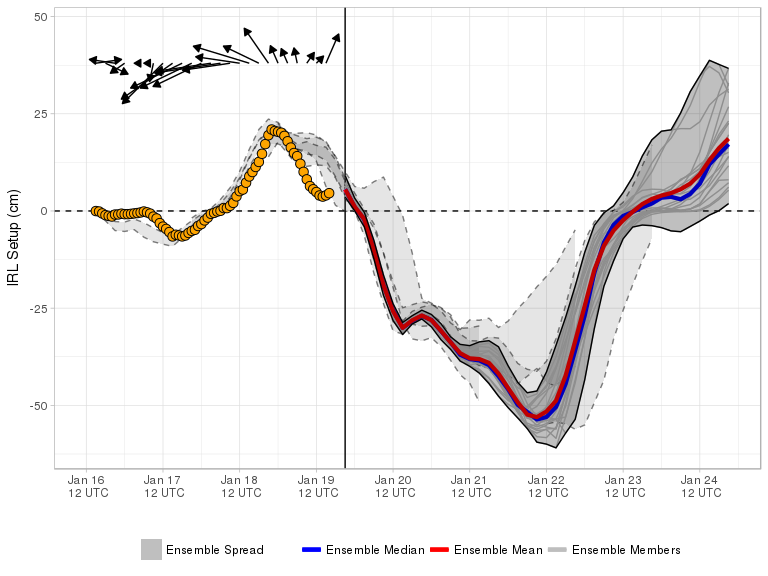 50
25
0
-25
-50
IRL Setup (cm)
Jan 16 Jan 17 Jan 18 Jan 19 Jan 20 Jan 21 Jan 22 Jan 23 Jan 24
12 UTC 12 UTC 12 UTC 12 UTC 12 UTC 12 UTC 12 UTC 12 UTC 12 UTC
Ensemble Spread Ensemble Median Ensemble Mean Ensemble Members